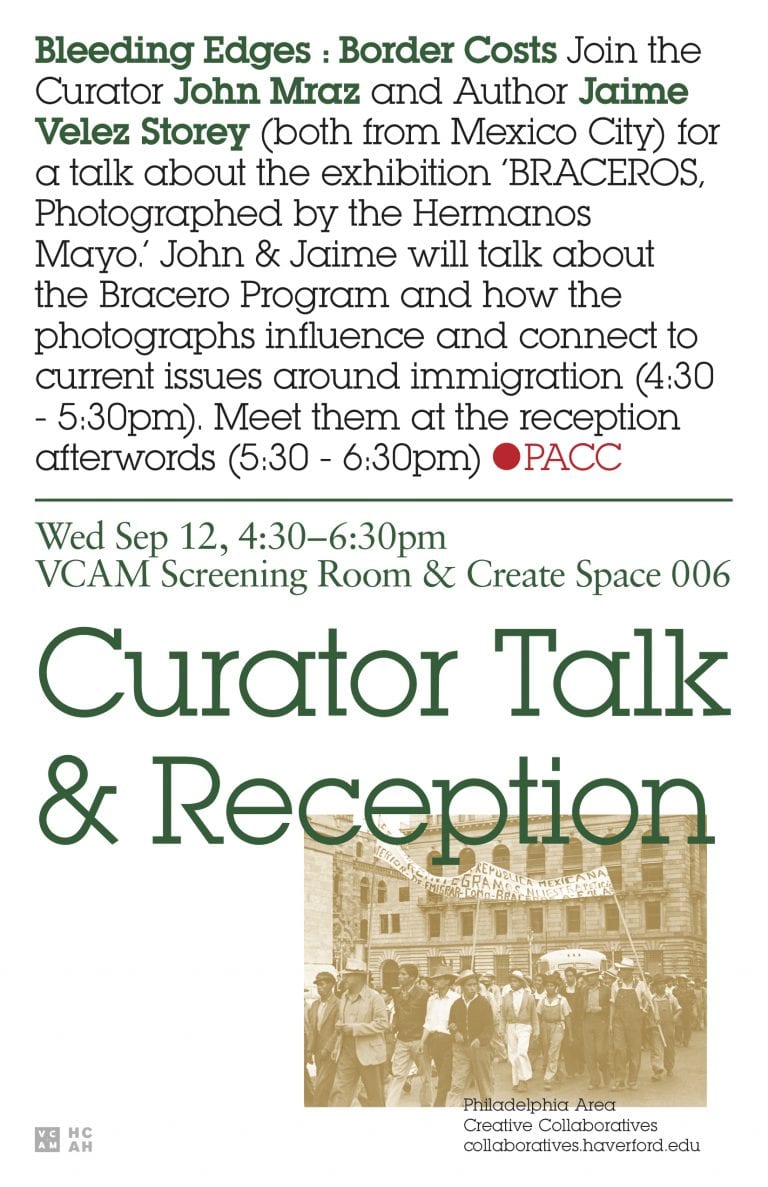 Bleeding Edges : Border Costs Join the
Curator John Mraz and Author Jaime
Velez Storey (both from Mexico City) for
a talk about the exhibition ‘BRACEROS,
Photographed by the Hermanos
Mayo.’ John & Jaime will talk about
the Bracero Program and how the
photographs influence and connect to
current issues around immigration (4:30
- 5:30pm). Meet them at the reception
afterwords (5:30 - 6:30pm) ●PACC
Wed Sep 12, 4:30–6:30pm
VCAM Screening Room & Create Space 006
Curator Talk
& Reception
REPUBLICA MEXICANA
NUESTRA
EMIGRAR COMO BRACEROS
Philadelphia Area
Creative Collaboratives
collaboratives.haverford.edu
VC
AM
HC
AH